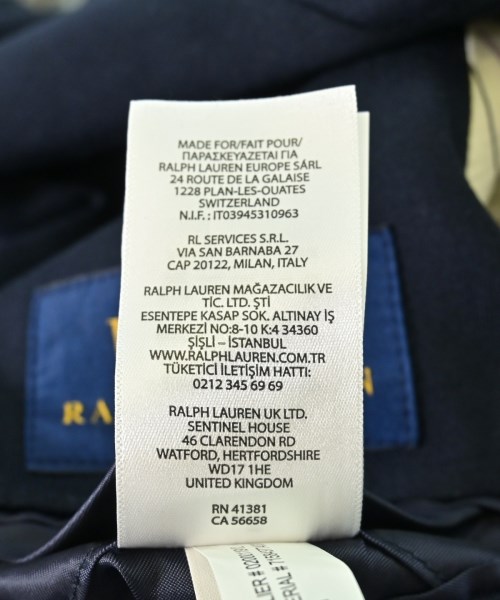 MADE FOR/FAIT POUR/
ΠΑΡΑΣΚΕΥΑΖΕΤΑΙ ΓΙΑ
RALPH LAUREN EUROPE SÁRL
24 ROUTE DE LA GALAISE
1228 PLAN-LES-OUATES
SWITZERLAND
N.I.F. : IT03945310963
RL SERVICES S.R.L.
VIA SAN BARNABA 27
CAP 20122, MILAN, ITALY
RALPH LAUREN MAĞAZACILIK VE
TİC. LTD. ŞTİ
ESENTEPE KASAP SOK. ALTINAY İŞ
MERKEZİ NO:8-10 K:4 34360
ŞİŞLİ – İSTANBUL
WWW.RALPHLAUREN.COM.TR
TÜKETİCİ İLETİŞİM HATTI:
0212 345 69 69
RALPH LAUREN UK LTD.
SENTINEL HOUSE
46 CLARENDON RD
WATFORD, HERTFORDSHIRE
WD17 1HE
UNITED KINGDOM
RN 41381
CA 56658